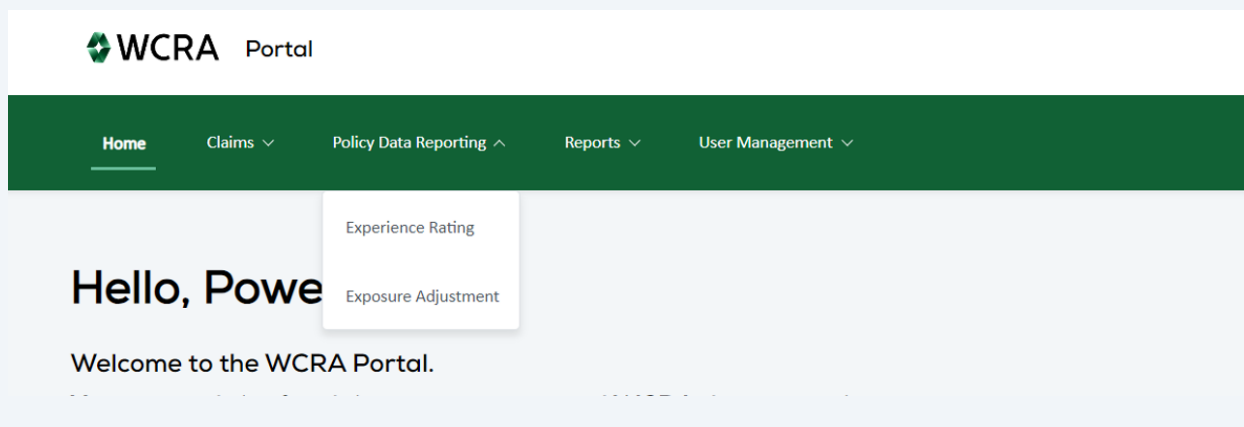 WCRA Portal
Home Claims Policy Data Reporting Reports User Management
Experience Rating
Hello, Powe
Exposure Adjustment
Welcome to the WCRA Portal.